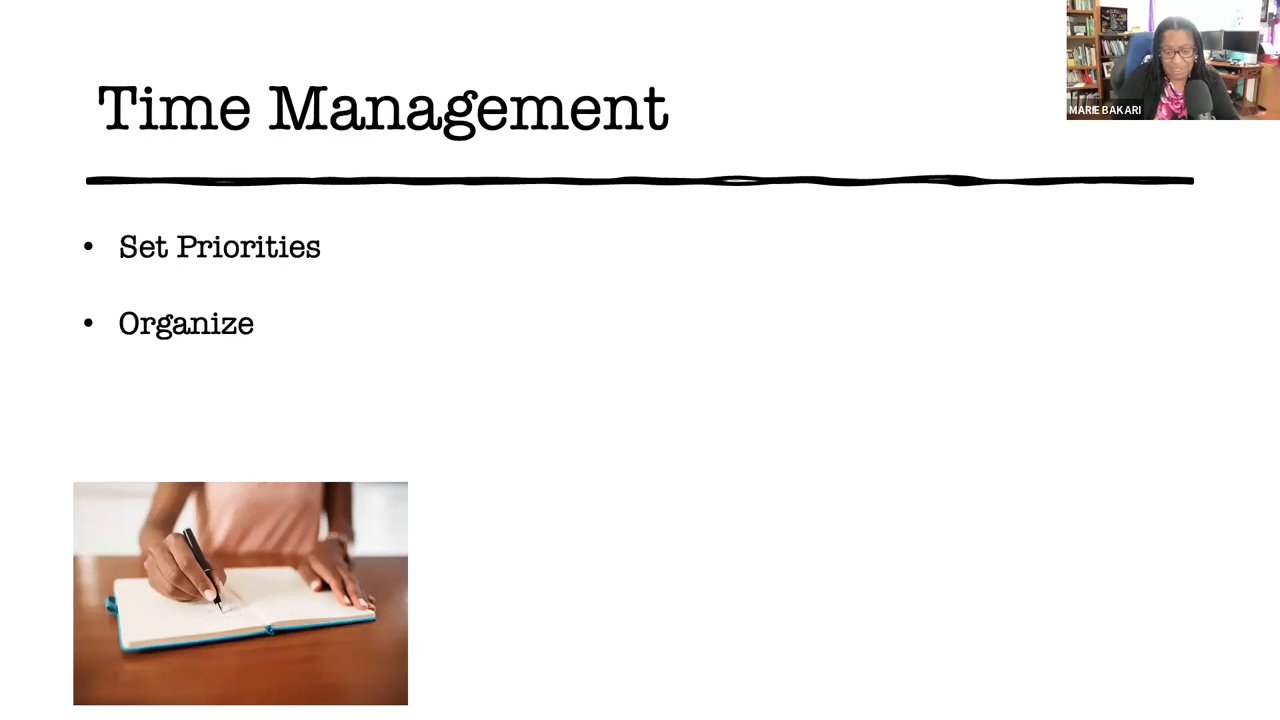 Time Management
MARIE BAKARI
• Set Priorities
• Organize